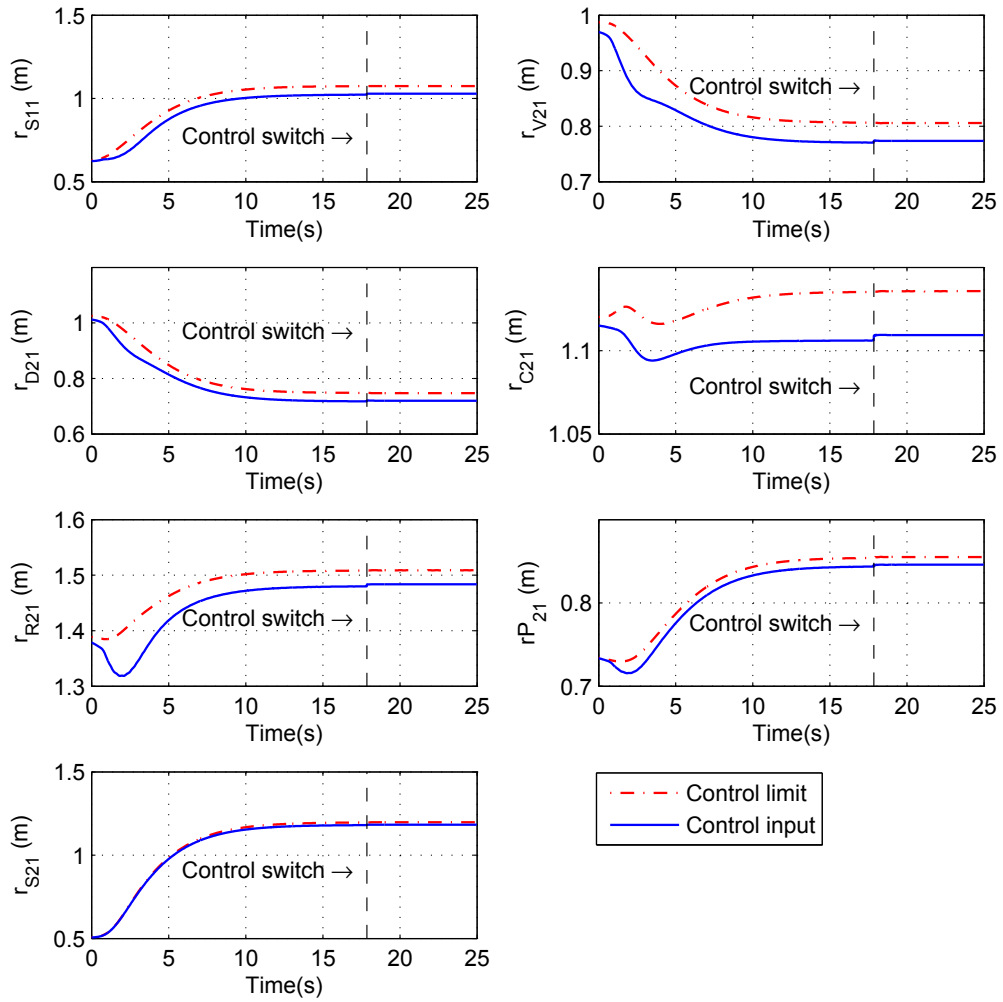 1.5
1
0.5
r_S11 (m)
Control switch →
0 5 10 15 20 25
Time(s)
1
0.9
0.8
0.7
r_V21 (m)
Control switch →
0 5 10 15 20 25
Time(s)
1
0.8
0.6
r_D21 (m)
Control switch →
0 5 10 15 20 25
Time(s)
1.1
1.05
r_C21 (m)
Control switch →
0 5 10 15 20 25
Time(s)
1.6
1.5
1.4
1.3
r_R21 (m)
Control switch →
0 5 10 15 20 25
Time(s)
0.8
0.7
rP_21 (m)
Control switch →
0 5 10 15 20 25
Time(s)
1.5
1
0.5
r_S21 (m)
Control switch →
0 5 10 15 20 25
Time(s)
Control limit
Control input